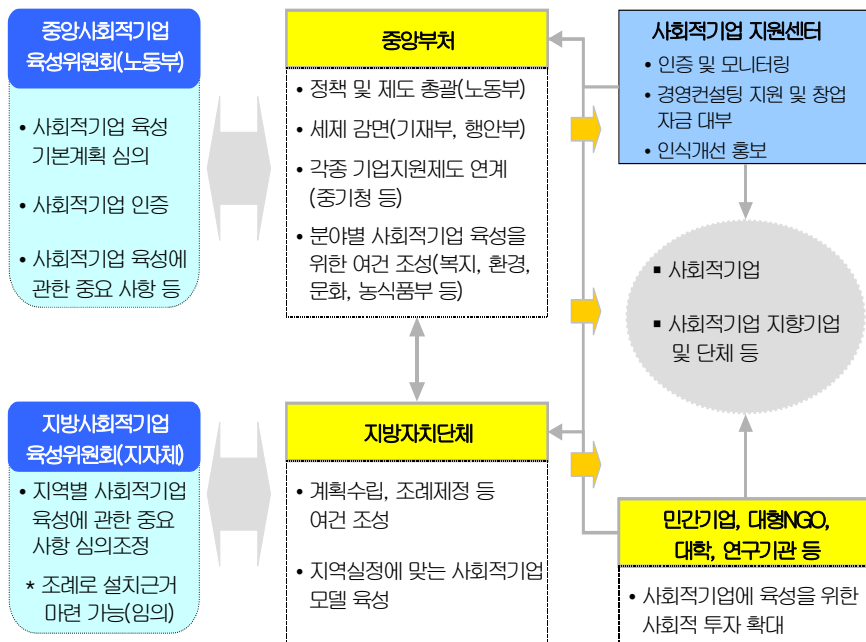 중앙사회적기업
육성위원회(노동부)
• 사회적기업 육성
기본계획 심의
• 사회적기업 인증
• 사회적기업 육성에
관한 중요 사항 등
중앙부처
• 정책 및 제도 총괄(노동부)
• 세제 감면(기재부, 행안부)
• 각종 기업지원제도 연계
(중기청 등)
• 분야별 사회적기업 육성을
위한 여건 조성(복지, 환경,
문화, 농식품부 등)
사회적기업 지원센터
• 인증 및 모니터링
• 경영컨설팅 지원 및 창업
자금 대부
• 인식개선 홍보
▪ 사회적기업
▪ 사회적기업 지향기업
및 단체 등
지방사회적기업
육성위원회(지자체)
• 지역별 사회적기업
육성에 관한 중요
사항 심의조정
* 조례로 설치근거
마련 가능(임의)
지방자치단체
• 계획수립, 조례제정 등
여건 조성
• 지역실정에 맞는 사회적기업
모델 육성
민간기업, 대형NGO,
대학, 연구기관 등
• 사회적기업에 육성을 위한
사회적 투자 확대